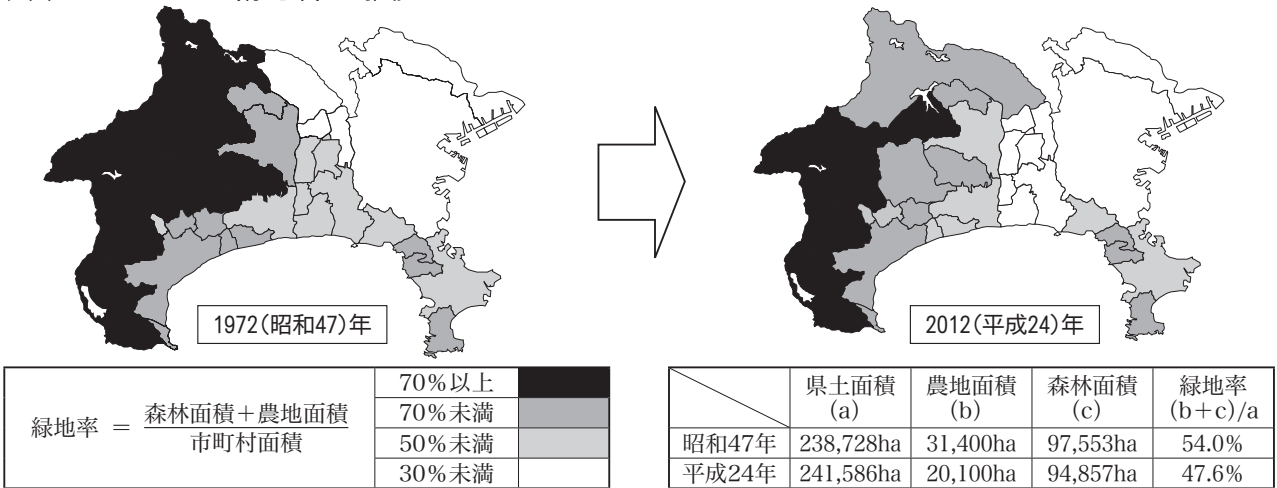 1972(昭和47)年
2012(平成24)年
緑地率 = 森林面積+農地面積
市町村面積
70%以上
70%未満
50%未満
30%未満
県土面積
(a)
農地面積
(b)
森林面積
(c)
緑地率
(b+c)/a
昭和47年 238,728ha 31,400ha 97,553ha 54.0%
平成24年 241,586ha 20,100ha 94,857ha 47.6%